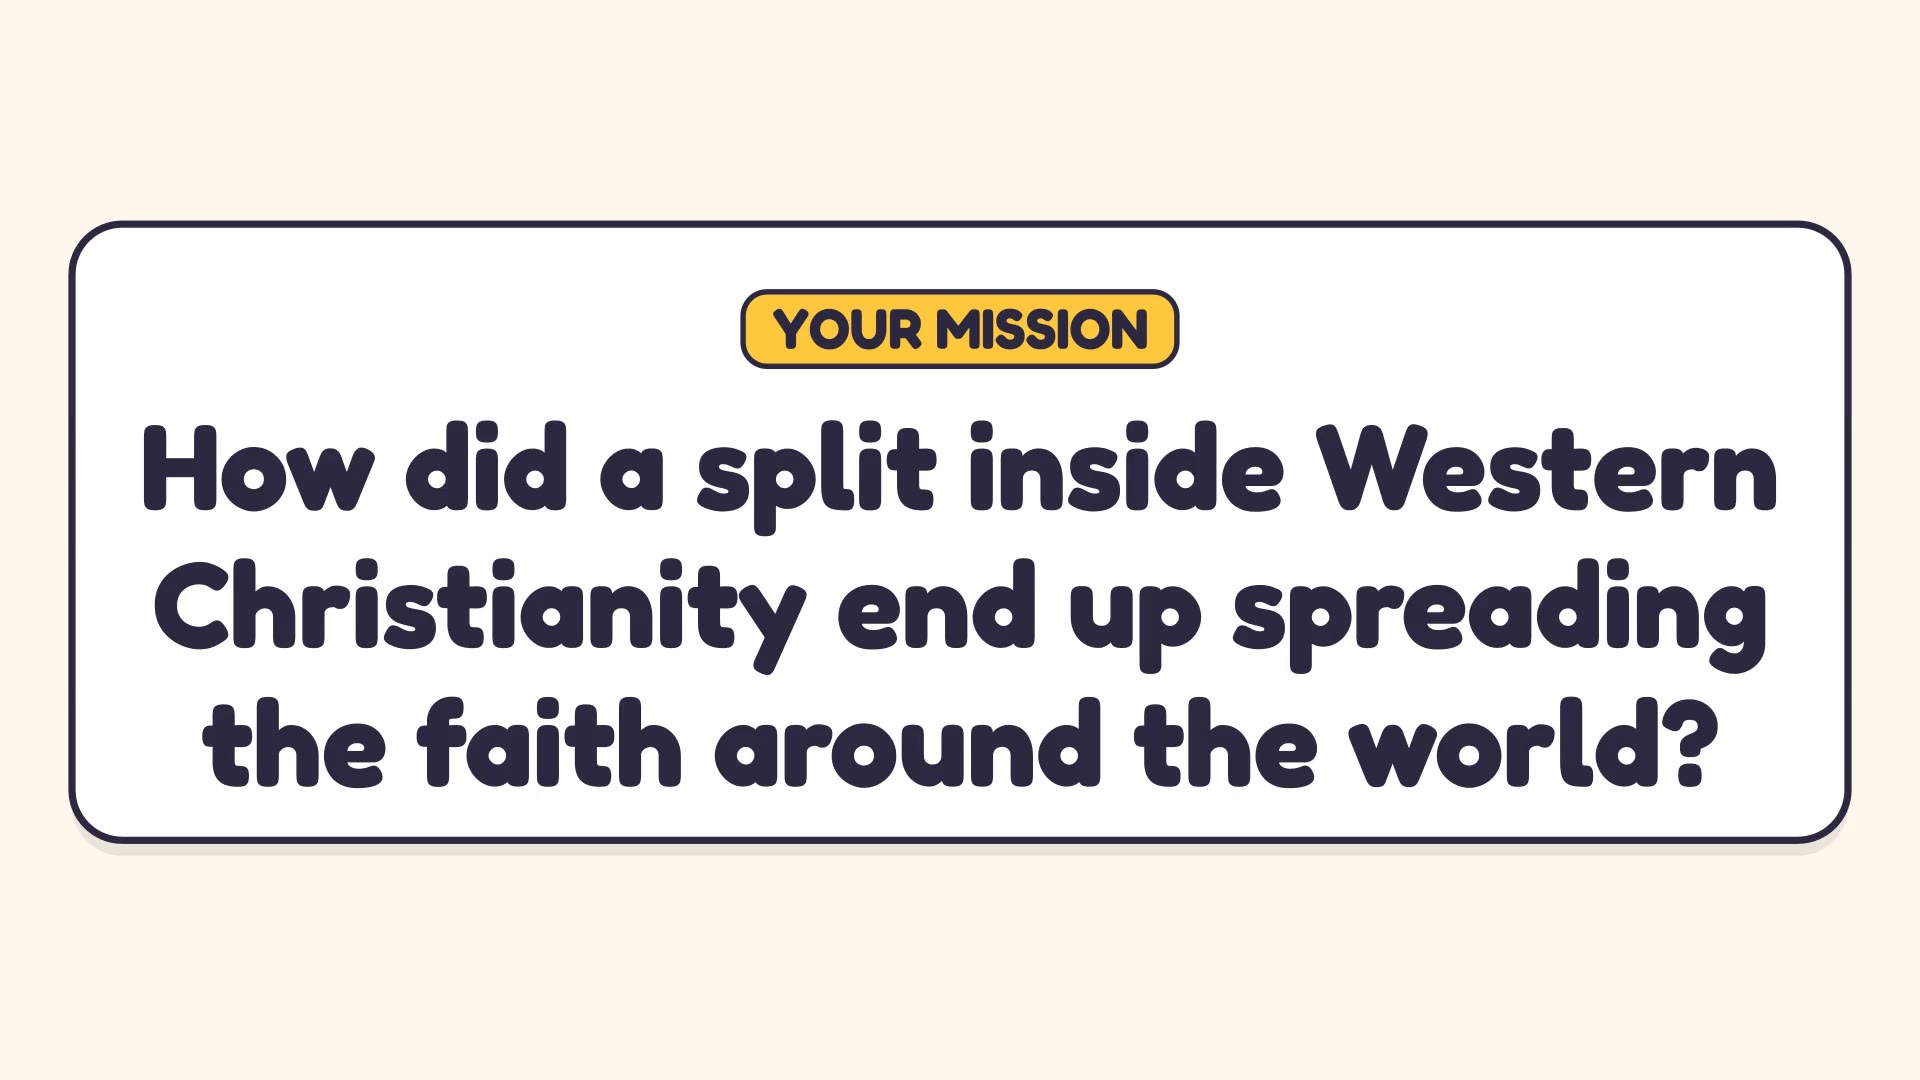 YOUR MISSION
How did a split inside Western
Christianity end up spreading
the faith around the world?